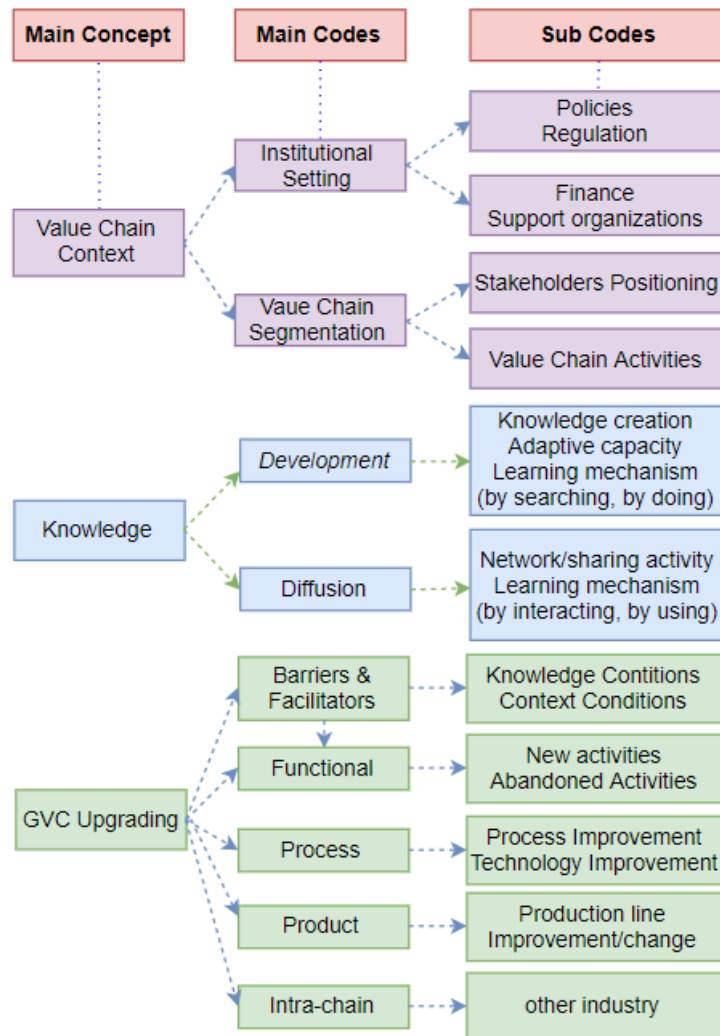 Main Concept
Main Codes
Sub Codes
Value Chain
Context
Institutional
Setting
Policies
Regulation
Finance
Support organizations
Vaue Chain
Segmentation
Stakeholders Positioning
Value Chain Activities
Knowledge
Development
Knowledge creation
Adaptive capacity
Learning mechanism
(by searching, by doing)
Diffusion
Network/sharing activity
Learning mechanism
(by interacting, by using)
GVC Upgrading
Barriers &
Facilitators
Knowledge Contitions
Context Conditions
Functional
New activities
Abandoned Activities
Process
Process Improvement
Technology Improvement
Product
Production line
Improvement/change
Intra-chain
other industry